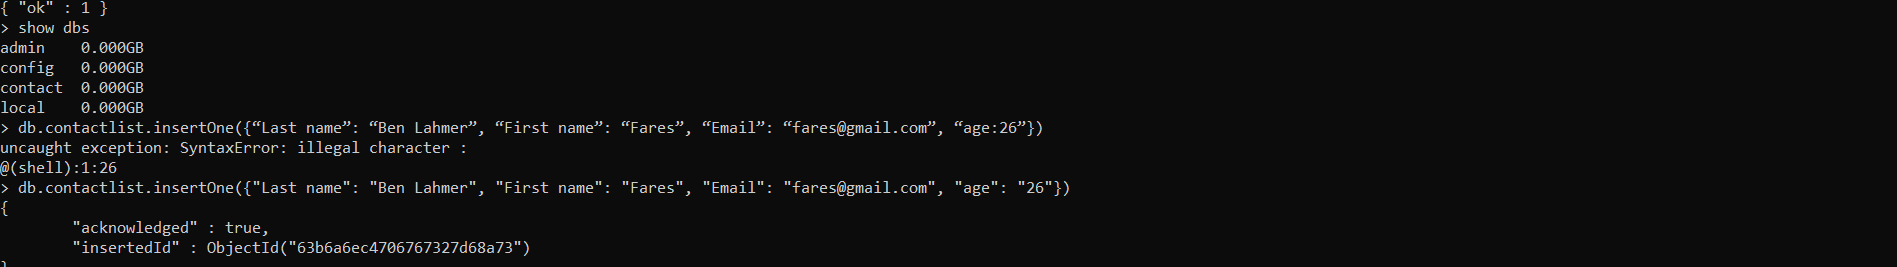 { "ok" : 1 }
> show dbs
admin    0.000GB
config   0.000GB
contact  0.000GB
local    0.000GB
> db.contactlist.insertOne({“Last name”: “Ben Lahmer”, “First name”: “Fares”, “Email”: “fares@gmail.com”, “age:26”})
uncaught exception: SyntaxError: illegal character :
@(shell):1:26
> db.contactlist.insertOne({"Last name": "Ben Lahmer", "First name": "Fares", "Email": "fares@gmail.com", "age": "26"})
{
        "acknowledged" : true,
        "insertedId" : ObjectId("63b6a6ec4706767327d68a73")
}